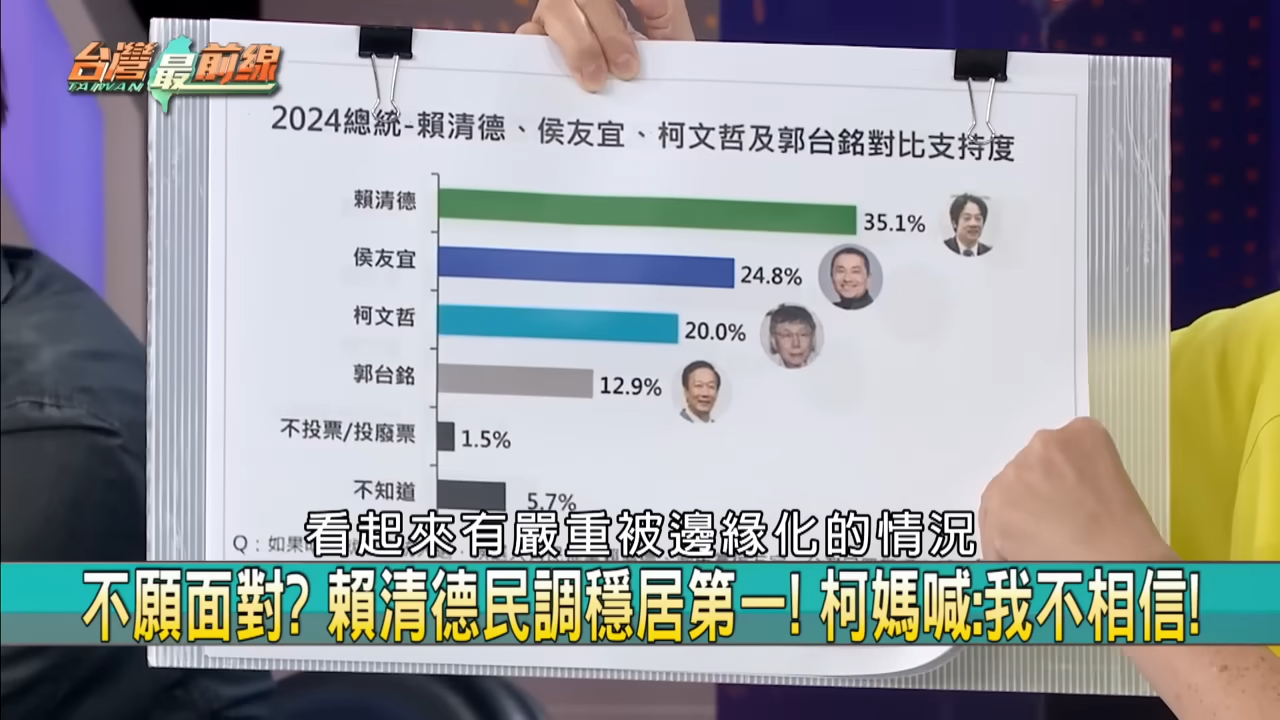 台灣最前線
TAIWAN
2024總統-賴清德、侯友宜、柯文哲及郭台銘對比支持度
賴清德 35.1%
侯友宜 24.8%
柯文哲 20.0%
郭台銘 12.9%
不投票/投廢票 1.5%
不知道 5.7%
Q：如果
看起來有嚴重被邊緣化的情況
不願面對? 賴清德民調穩居第一! 柯媽喊:我不相信!